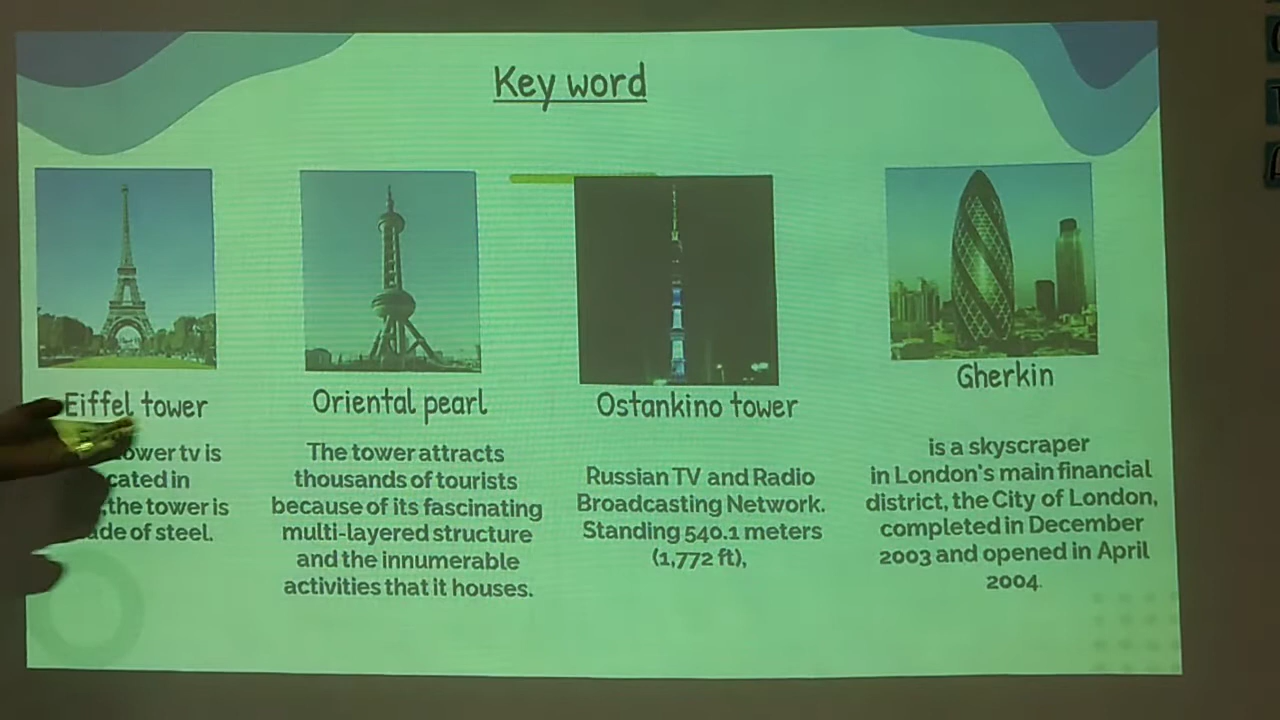 Key word
Eiffel tower
tv is
in
the tower is
of steel.
Oriental pearl
The tower attracts
thousands of tourists
because of its fascinating
multi-layered structure
and the innumerable
activities that it houses.
Ostankino tower
Russian TV and Radio
Broadcasting Network.
Standing 540.1 meters
(1,772 ft),
Gherkin
is a skyscraper
in London's main financial
district, the City of London,
completed in December
2003 and opened in April
2004